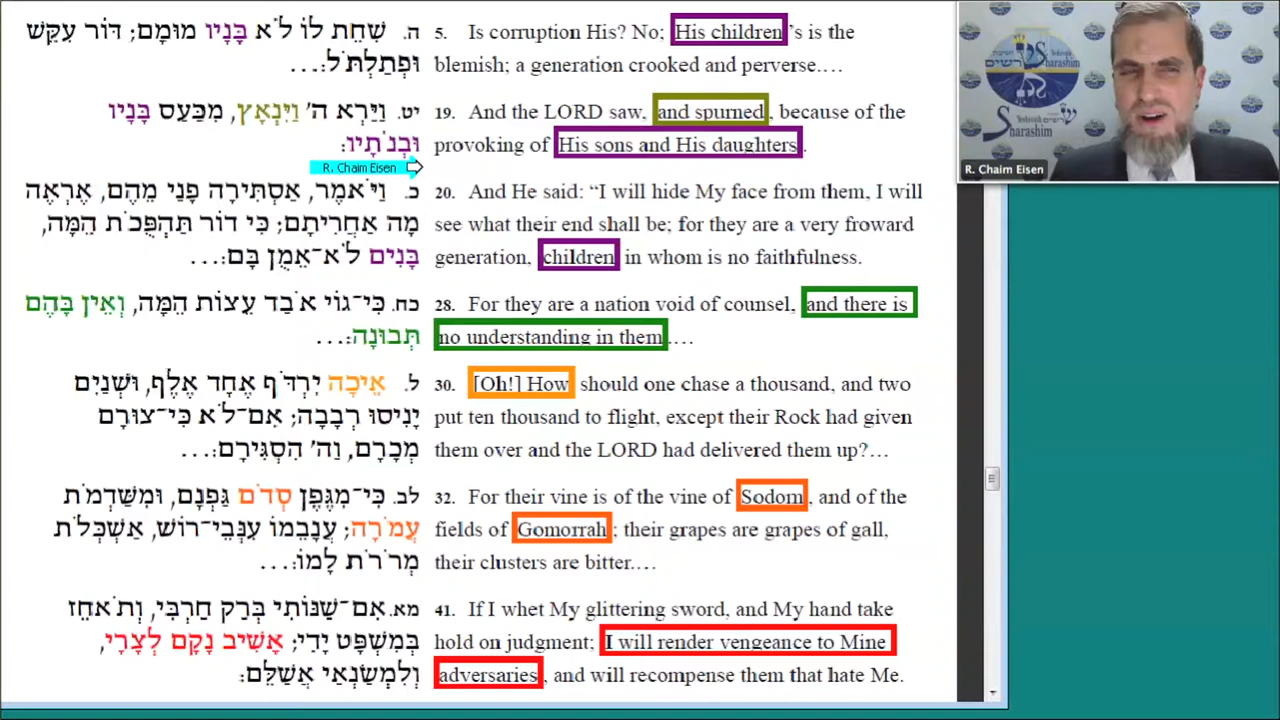 ה. שִׁחֵת לוֹ לֹא בָּנָיו מוּמָם; דּוֹר עִקֵּשׁ
וּפְתַלְתֹּל:...
5. Is corruption His? No; His children's is the
blemish; a generation crooked and perverse....
יט. וַיַּרְא ה' וַיִּנְאָץ, מִכַּעַס בָּנָיו
וּבְנֹתָיו:
19. And the LORD saw, and spurned, because of the
provoking of His sons and His daughters.
R. Chaim Eisen
כ. וַיֹּאמֶר, אַסְתִּירָה פָנַי מֵהֶם, אֶרְאֶה
מָה אַחֲרִיתָם; כִּי דוֹר תַּהְפֻּכֹת הֵמָּה,
בָּנִים לֹא־אֵמֻן בָּם:...
20. And He said: “I will hide My face from them, I will
see what their end shall be; for they are a very froward
generation, children in whom is no faithfulness.
כח. כִּי־גוֹי אֹבַד עֵצוֹת הֵמָּה, וְאֵין בָּהֶם
תְּבוּנָה:...
28. For they are a nation void of counsel, and there is
no understanding in them....
ל. אֵיכָה יִרְדֹּף אֶחָד אֶלֶף, וּשְׁנַיִם
יָנִיסוּ רְבָבָה; אִם־לֹא כִּי־צוּרָם
מְכָרָם, וַה' הִסְגִּירָם:...
30. [Oh!] How should one chase a thousand, and two
put ten thousand to flight, except their Rock had given
them over and the LORD had delivered them up?...
לב. כִּי־מִגֶּפֶן סְדֹם גַּפְנָם, וּמִשַּׁדְמֹת
עֲמֹרָה; עֲנָבֵמוֹ עִנְּבֵי־רוֹשׁ, אַשְׁכְּלֹת
מְרֹרֹת לָמוֹ:...
32. For their vine is of the vine of Sodom, and of the
fields of Gomorrah; their grapes are grapes of gall,
their clusters are bitter....
מא. אִם־שַׁנּוֹתִי בְּרַק חַרְבִּי, וְתֹאחֵז
בְּמִשְׁפָּט יָדִי; אָשִׁיב נָקָם לְצָרָי,
וְלִמְשַׂנְאַי אֲשַׁלֵּם:
41. If I whet My glittering sword, and My hand take
hold on judgment; I will render vengeance to Mine
adversaries, and will recompense them that hate Me.
Sharashim
שרשים
Yeshivah שרשים
Sharashim
R. Chaim Eisen